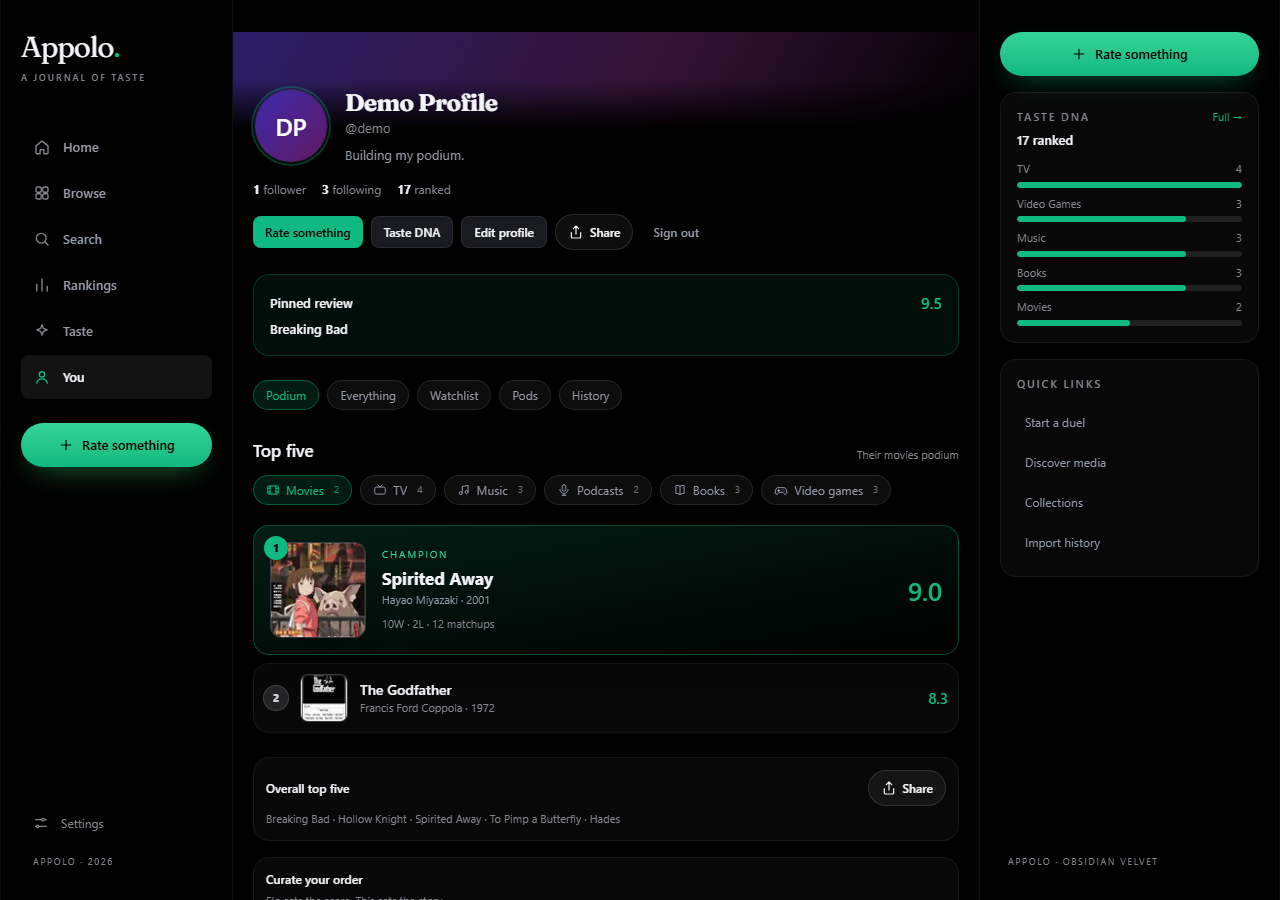 Appolo.
A JOURNAL OF TASTE
Home
Browse
Search
Rankings
Taste
You
Rate something
Settings
APPOLO · 2026
DP
Demo Profile
@demo
Building my podium.
1 follower 3 following 17 ranked
Rate something Taste DNA Edit profile Share Sign out
Pinned review 9.5
Breaking Bad
Podium Everything Watchlist Pods History
Top five Their movies podium
Movies 2 TV 4 Music 3 Podcasts 2 Books 3 Video games 3
1
CHAMPION
Spirited Away
Hayao Miyazaki · 2001
10W · 2L · 12 matchups
9.0
2
The Godfather
Francis Ford Coppola · 1972
8.3
Overall top five Share
Breaking Bad · Hollow Knight · Spirited Away · To Pimp a Butterfly · Hades
Curate your order
Rate something
TASTE DNA Full →
17 ranked
TV 4
Video Games 3
Music 3
Books 3
Movies 2
QUICK LINKS
Start a duel
Discover media
Collections
Import history
APPOLO · OBSIDIAN VELVET